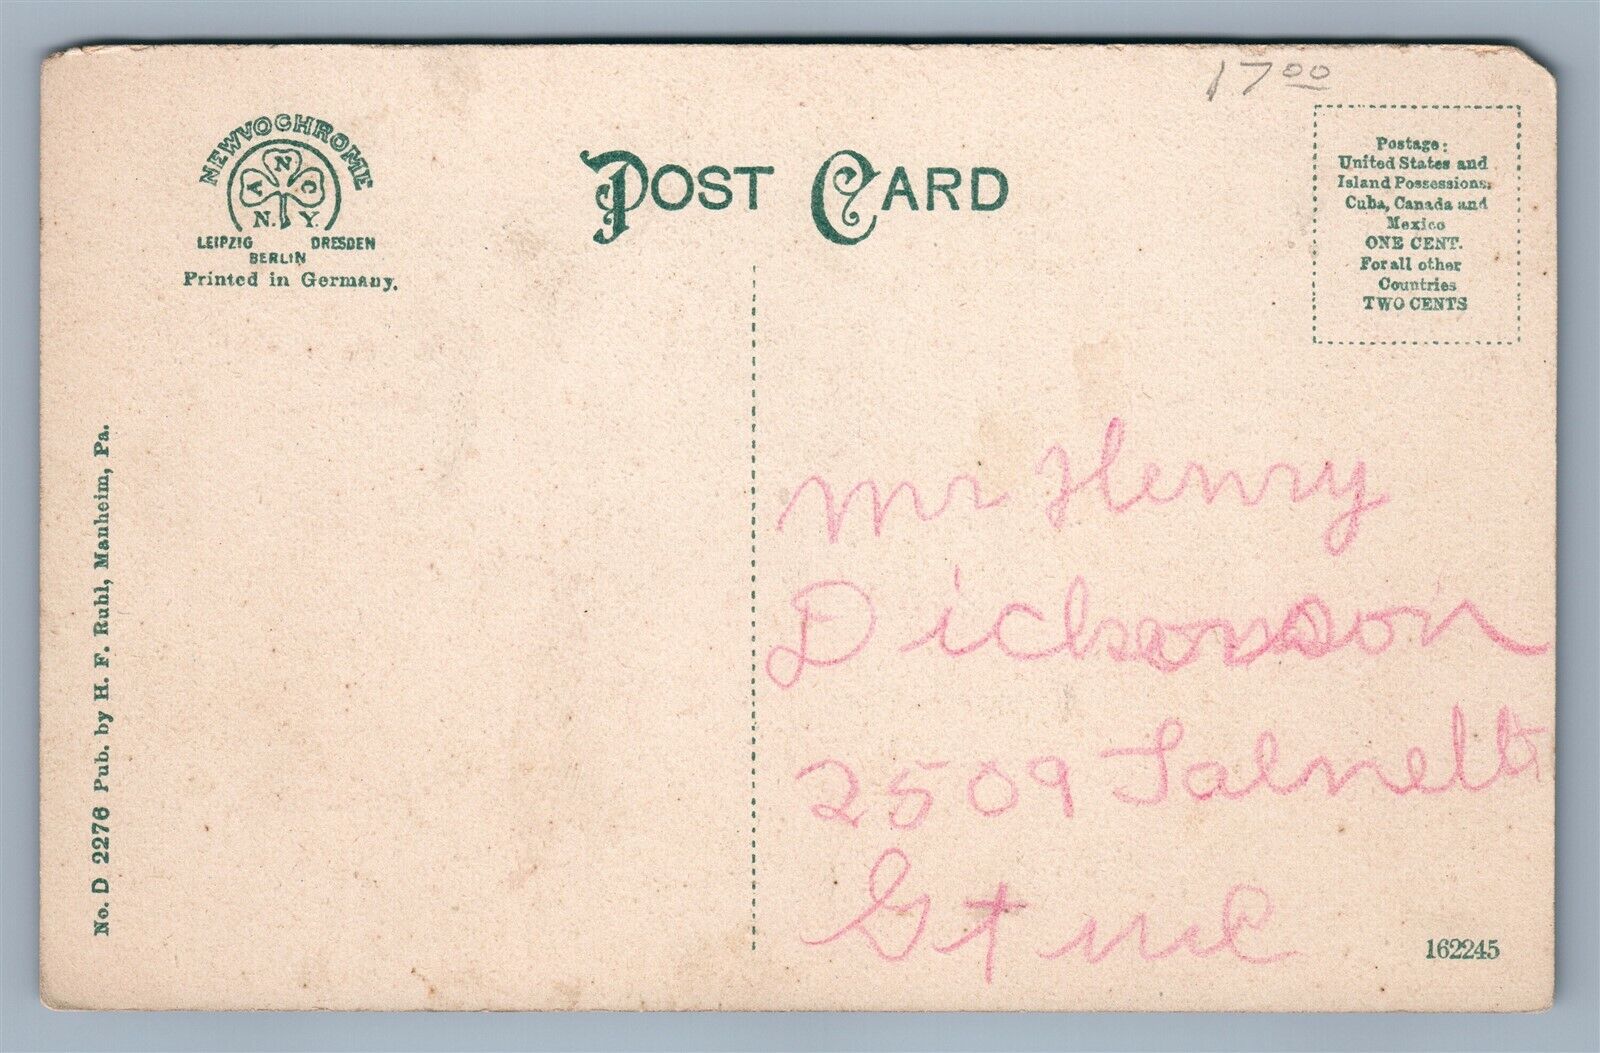 17 00
NEWVOCHROME
A N C
N. Y.
LEIPZIG DRESDEN
BERLIN
Printed in Germany.
POST CARD
Postage:
United States and
Island Possessions,
Cuba, Canada and
Mexico
ONE CENT.
For all other
Countries
TWO CENTS
No. D 2276 Pub. by H. F. Ruhl, Manheim, Pa.
Mr Henry
Dickonson
2509
St
162245